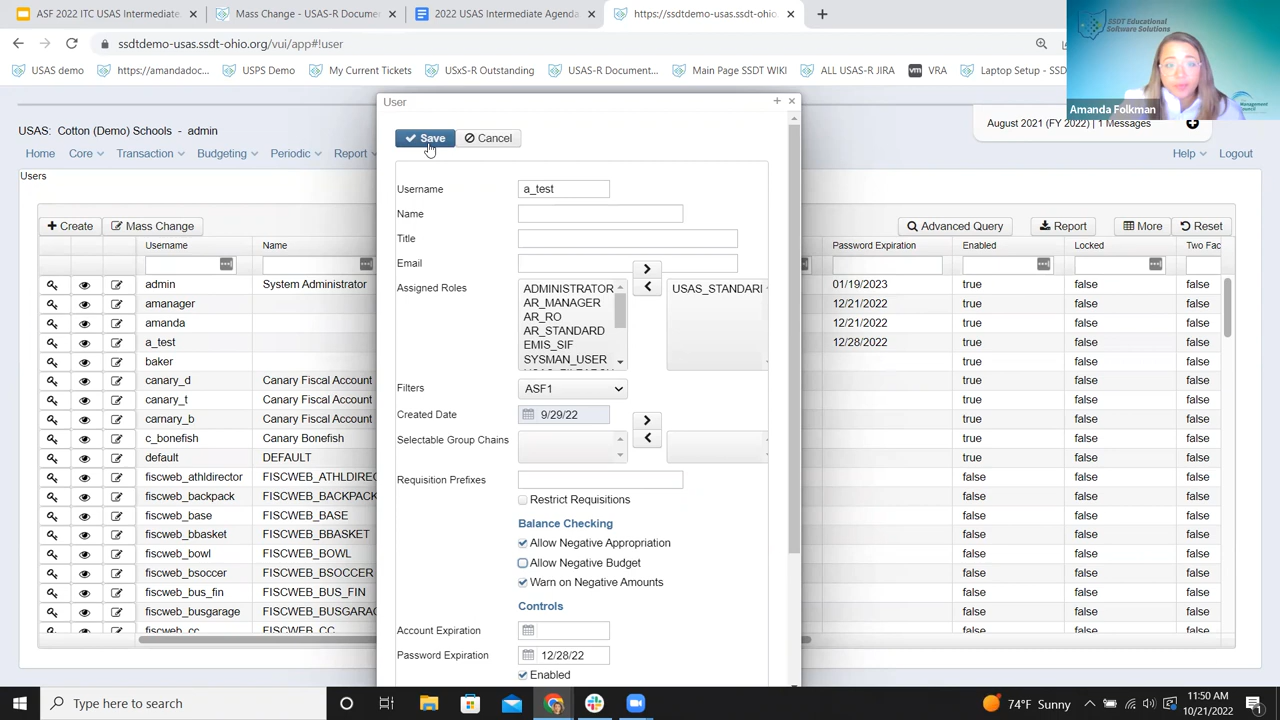 ASF 2022 ITC USAS Intermediate
Mass Change - USAS-R Docume
2022 USAS Intermediate Agenda
https://ssdtdemo-usas.ssdt-ohio.o
ssdtdemo-usas.ssdt-ohio.org/vui/app#!user
USAS demo
https://amandadoc...
USPS Demo
My Current Tickets
USxS-R Outstanding
USAS-R Document...
Main Page SSDT WIKI
ALL USAS-R JIRA
vm VRA
Laptop Setup - SSD
SSDT Educational
Software Solutions
Management
Council
Amanda Folkman
USAS: Cotton (Demo) Schools - admin
August 2021 (FY 2022) | 1 Messages
Home Core Transaction Budgeting Periodic Report
Help Logout
Users
Create Mass Change
Advanced Query Report More Reset
Username Name Password Expiration Enabled Locked Two Fac
admin System Administrator 01/19/2023 true false false
amanager 12/21/2022 true false false
amanda 12/21/2022 true false false
a_test 12/28/2022 true false false
baker true false false
canary_d Canary Fiscal Account true false false
canary_t Canary Fiscal Account true false false
canary_b Canary Fiscal Account true false false
c_bonefish Canary Bonefish true false false
default DEFAULT true false false
fiscweb_athldirector FISCWEB_ATHLDIREC false false false
fiscweb_backpack FISCWEB_BACKPACK false false false
fiscweb_base FISCWEB_BASE false false false
fiscweb_bbasket FISCWEB_BBASKET false false false
fiscweb_bowl FISCWEB_BOWL false false false
fiscweb_bsoccer FISCWEB_BSOCCER false false false
fiscweb_bus_fin FISCWEB_BUS_FIN false false false
fiscweb_busgarage FISCWEB_BUSGARA false false false
fiscweb_cc FISCWEB_CC false false false
User
Save Cancel
Username a_test
Name
Title
Email
Assigned Roles
ADMINISTRATOR
AR_MANAGER
AR_RO
AR_STANDARD
EMIS_SIF
SYSMAN_USER
USAS_STANDARD
Filters ASF1
Created Date 9/29/22
Selectable Group Chains
Requisition Prefixes
Restrict Requisitions
Balance Checking
Allow Negative Appropriation
Allow Negative Budget
Warn on Negative Amounts
Controls
Account Expiration
Password Expiration 12/28/22
Enabled
Type here to search
74°F Sunny
11:50 AM
10/21/2022
1